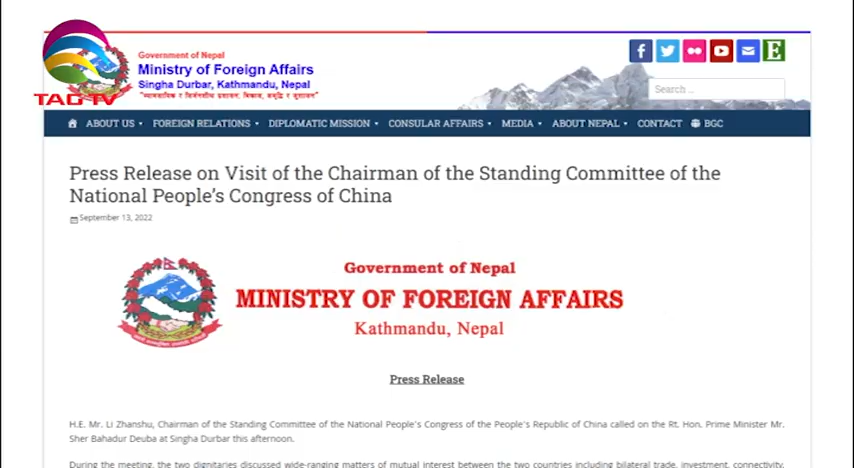 TAG TV
Government of Nepal
Ministry of Foreign Affairs
Singha Durbar, Kathmandu, Nepal
Search ...
ABOUT US
FOREIGN RELATIONS
DIPLOMATIC MISSION
CONSULAR AFFAIRS
MEDIA
ABOUT NEPAL
CONTACT
BGC
Press Release on Visit of the Chairman of the Standing Committee of the
National People's Congress of China
September 13, 2022
Government of Nepal
MINISTRY OF FOREIGN AFFAIRS
Kathmandu, Nepal
Press Release
H.E. Mr. Li Zhanshu, Chairman of the Standing Committee of the National People's Congress of the People's Republic of China called on the Rt. Hon. Prime Minister Mr.
Sher Bahadur Deuba at Singha Durbar this afternoon.
During the meeting, the two dignitaries discussed wide-ranging matters of mutual interest between the two countries including bilateral trade, investment, connectivity,